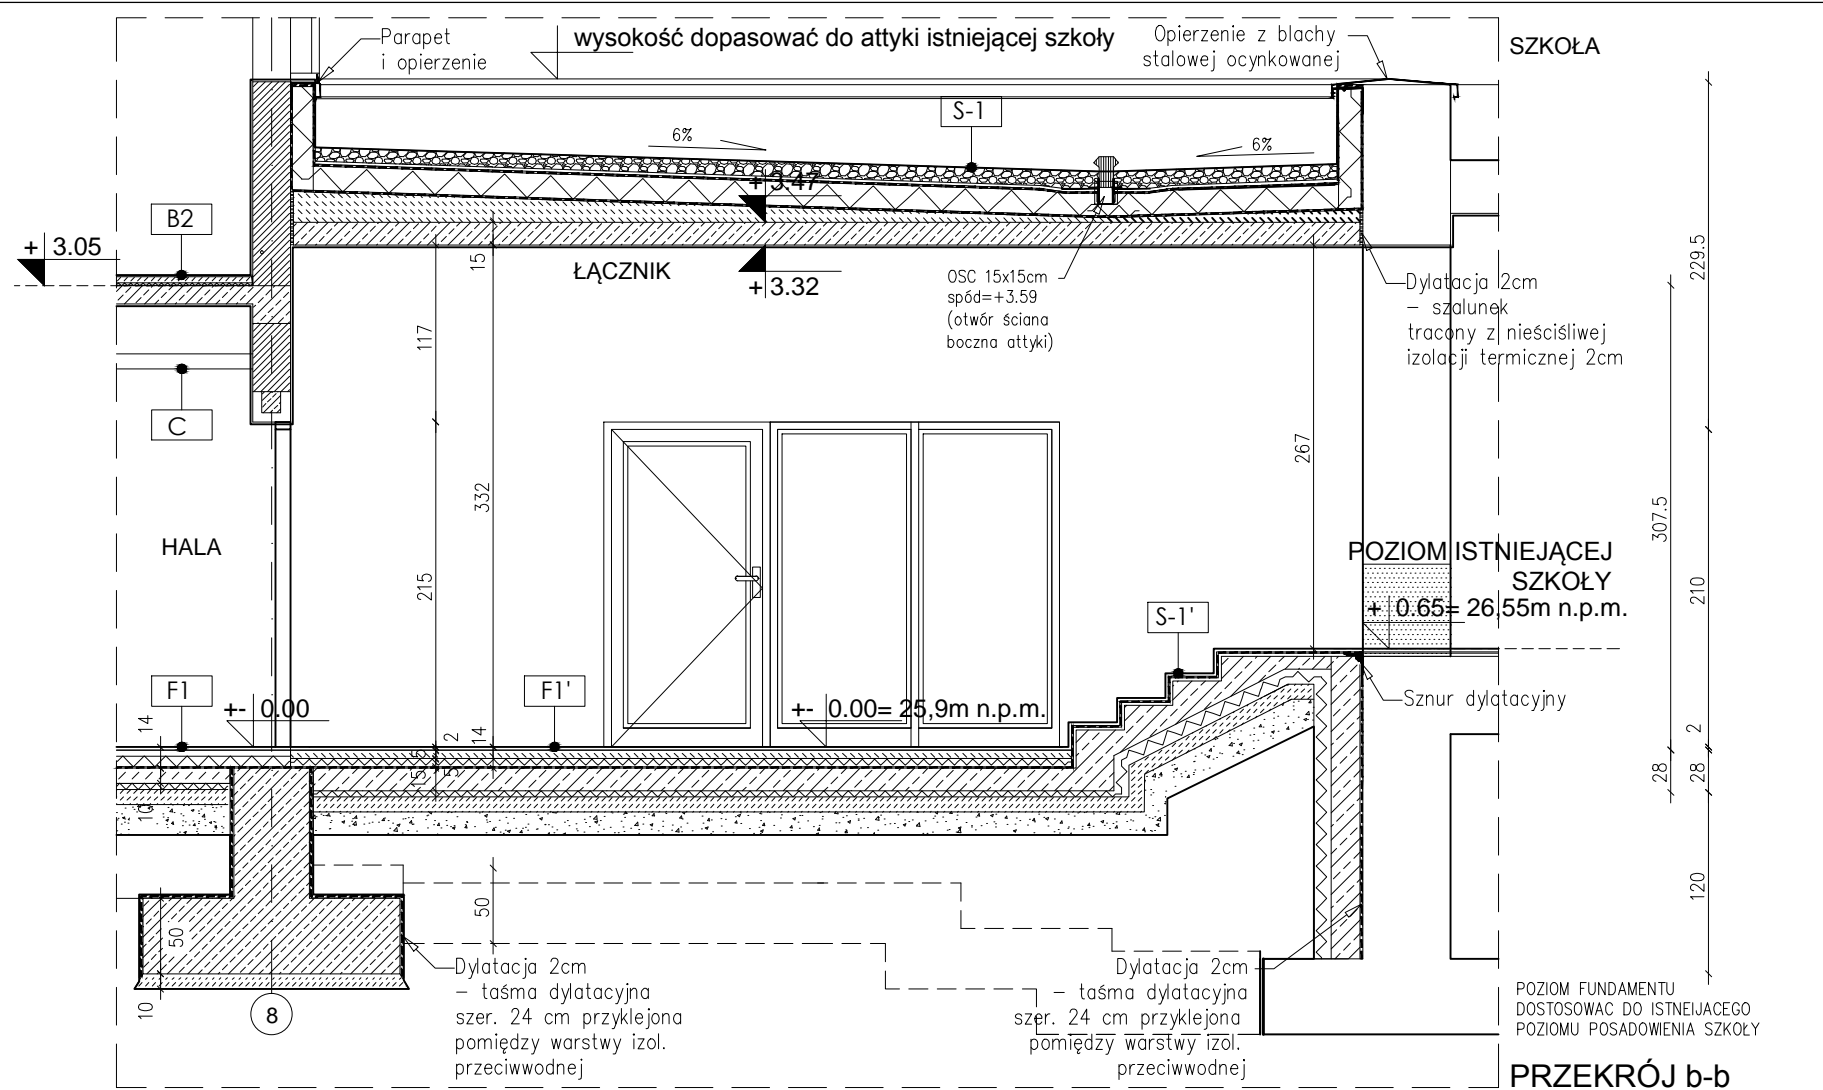 Parapet
i opierzenie
wysokość dopasować do attyki istniejącej szkoły
Opierzenie z blachy
stalowej ocynkowanej
SZKOŁA
S-1
6%
6%
+ 3.47
B2
+ 3.05
15
ŁĄCZNIK
+ 3.32
OSC 15x15cm
spód=+3.59
(otwór ściana
boczna attyki)
Dylatacja 2cm
– szalunek
tracony z nieściśliwej
izolacji termicznej 2cm
229.5
117
C
332
267
307.5
HALA
215
POZIOM ISTNIEJĄCEJ
SZKOŁY
+ 0.65= 26,55m n.p.m.
210
S-1'
F1
F1'
+- 0.00
+- 0.00= 25,9m n.p.m.
Sznur dylatacyjny
14
2
14
2
15
5
5
28
28
10
120
50
50
10
8
Dylatacja 2cm
– taśma dylatacyjna
szer. 24 cm przyklejona
pomiędzy warstwy izol.
przeciwwodnej
Dylatacja 2cm
– taśma dylatacyjna
szer. 24 cm przyklejona
pomiędzy warstwy izol.
przeciwwodnej
POZIOM FUNDAMENTU
DOSTOSOWAC DO ISTNEIJACEGO
POZIOMU POSADOWIENIA SZKOŁY
PRZEKRÓJ b-b